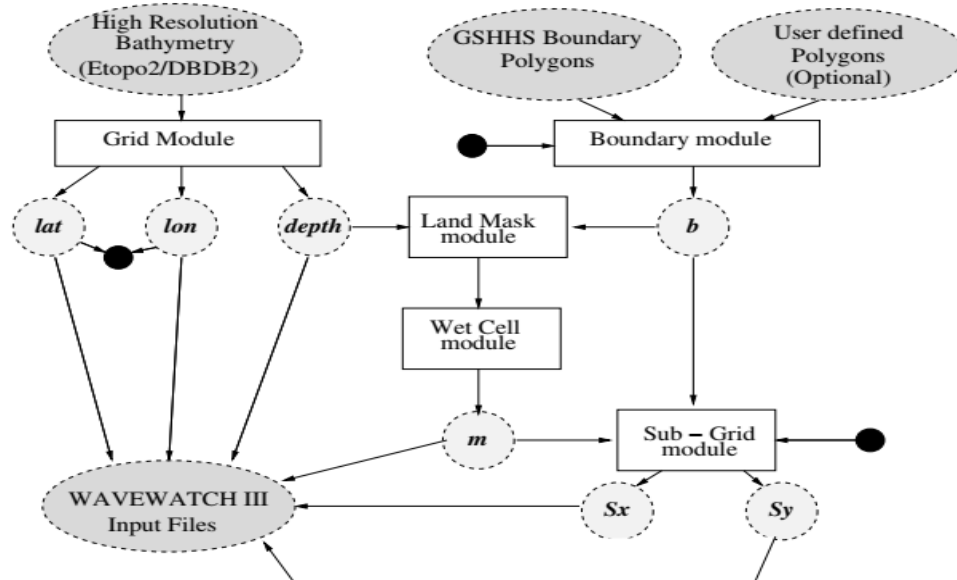 High Resolution
Bathymetry
(Etopo2/DBDB2)
GSHHS Boundary
Polygons
User defined
Polygons
(Optional)
Grid Module
Boundary module
lat
lon
depth
Land Mask
module
b
Wet Cell
module
m
Sub – Grid
module
WAVEWATCH III
Input Files
Sx
Sy